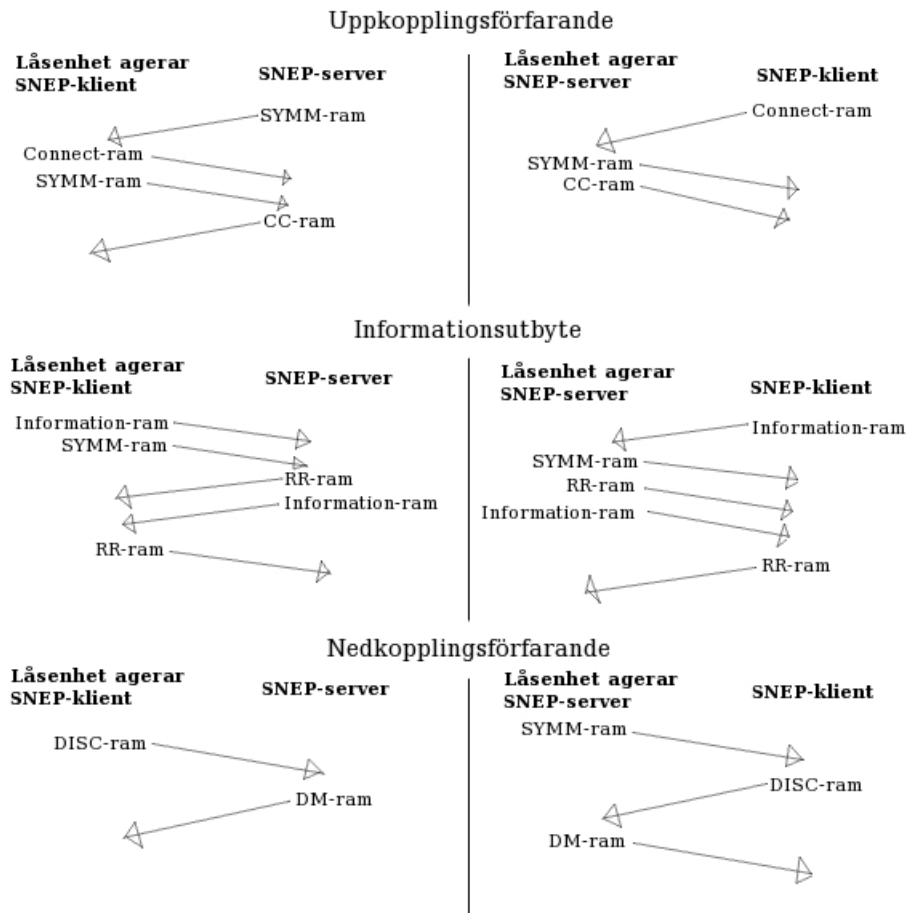 Uppkopplingsförfarande
Låsenhet agerar
SNEP-klient
SNEP-server
SYMM-ram
Connect-ram
SYMM-ram
CC-ram
Låsenhet agerar
SNEP-server
SNEP-klient
Connect-ram
SYMM-ram
CC-ram
Informationsutbyte
Låsenhet agerar
SNEP-klient
SNEP-server
Information-ram
SYMM-ram
RR-ram
Information-ram
RR-ram
Låsenhet agerar
SNEP-server
SNEP-klient
Information-ram
SYMM-ram
RR-ram
Information-ram
RR-ram
Nedkopplingsförfarande
Låsenhet agerar
SNEP-klient
SNEP-server
DISC-ram
DM-ram
Låsenhet agerar
SNEP-server
SNEP-klient
SYMM-ram
DISC-ram
DM-ram